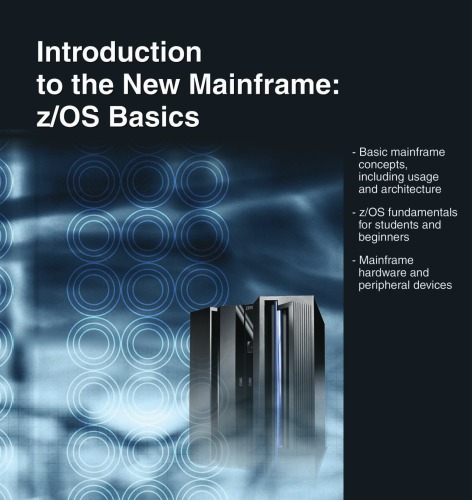 Introduction
to the New Mainframe:
z/OS Basics
- Basic mainframe
concepts,
including usage
and architecture
- z/OS fundamentals
for students and
beginners
- Mainframe
hardware and
peripheral devices